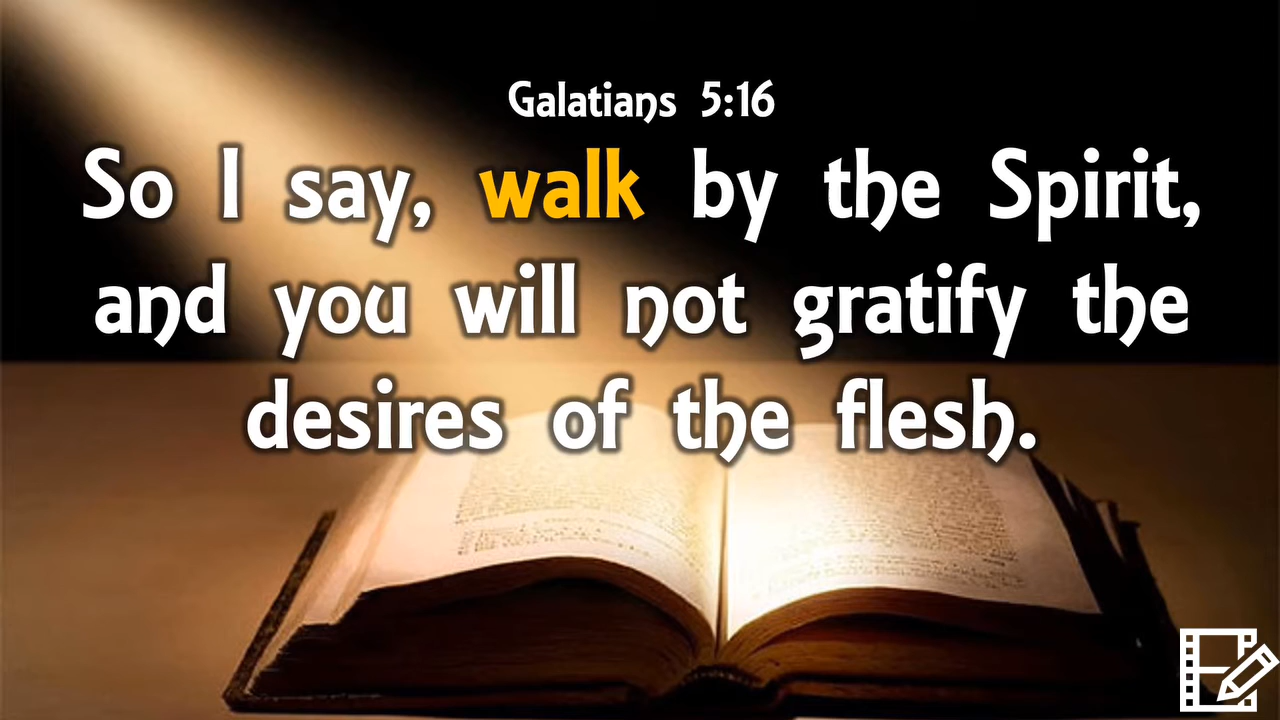 Galatians 5:16
So I say, walk by the Spirit,
and you will not gratify the
desires of the flesh.